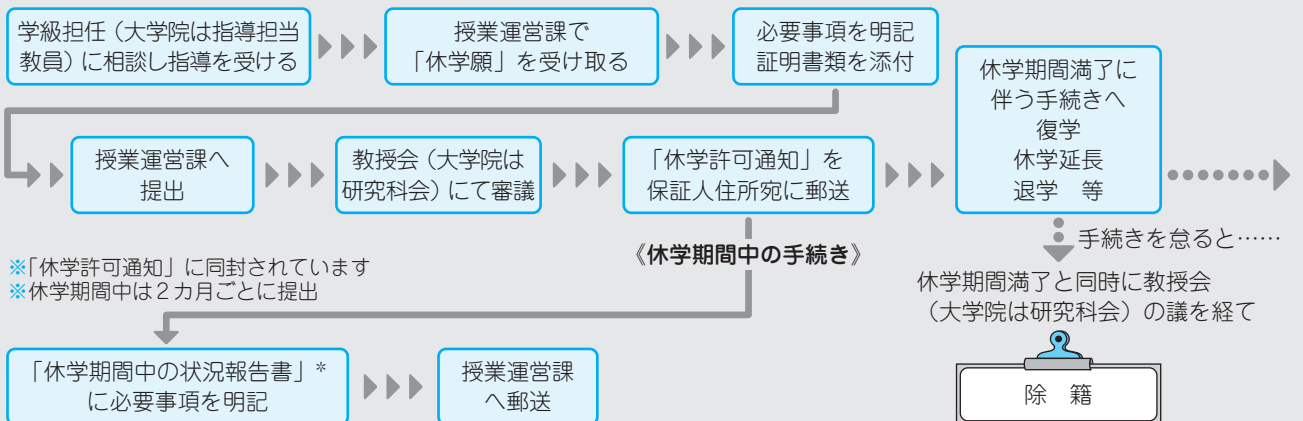 学級担任（大学院は指導担当
教員）に相談し指導を受ける
授業運営課で
「休学願」を受け取る
必要事項を明記
証明書類を添付
授業運営課へ
提出
教授会（大学院は
研究科会）にて審議
「休学許可通知」を
保証人住所宛に郵送
休学期間満了に
伴う手続きへ
復学
休学延長
退学　等
手続きを怠ると……
休学期間満了と同時に教授会
（大学院は研究科会）の議を経て
除　籍
《休学期間中の手続き》
※「休学許可通知」に同封されています
※休学期間中は２カ月ごとに提出
「休学期間中の状況報告書」*
に必要事項を明記
授業運営課
へ郵送